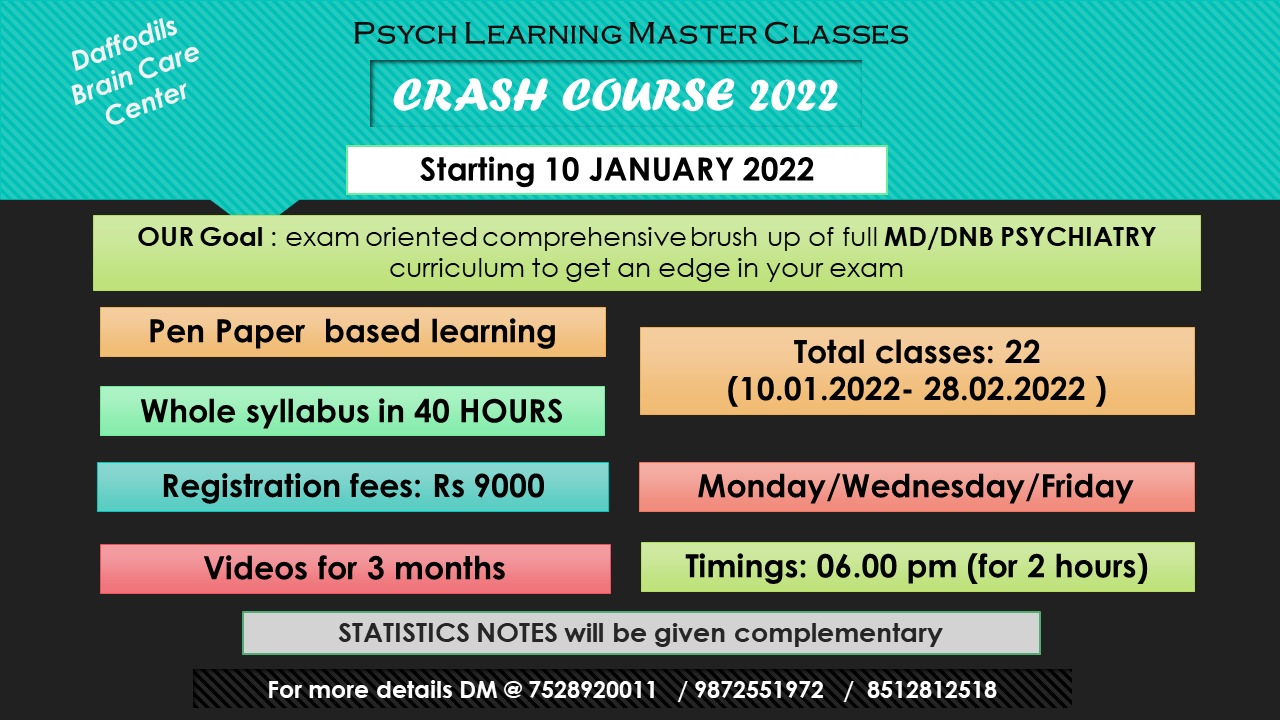 Daffodils
Brain Care
Center
PSYCH LEARNING MASTER CLASSES
CRASH COURSE 2022
Starting 10 JANUARY 2022
OUR Goal : exam oriented comprehensive brush up of full MD/DNB PSYCHIATRY
curriculum to get an edge in your exam
Pen Paper based learning
Whole syllabus in 40 HOURS
Registration fees: Rs 9000
Videos for 3 months
Total classes: 22
(10.01.2022- 28.02.2022 )
Monday/Wednesday/Friday
Timings: 06.00 pm (for 2 hours)
STATISTICS NOTES will be given complementary
For more details DM @ 7528920011 / 9872551972 / 8512812518